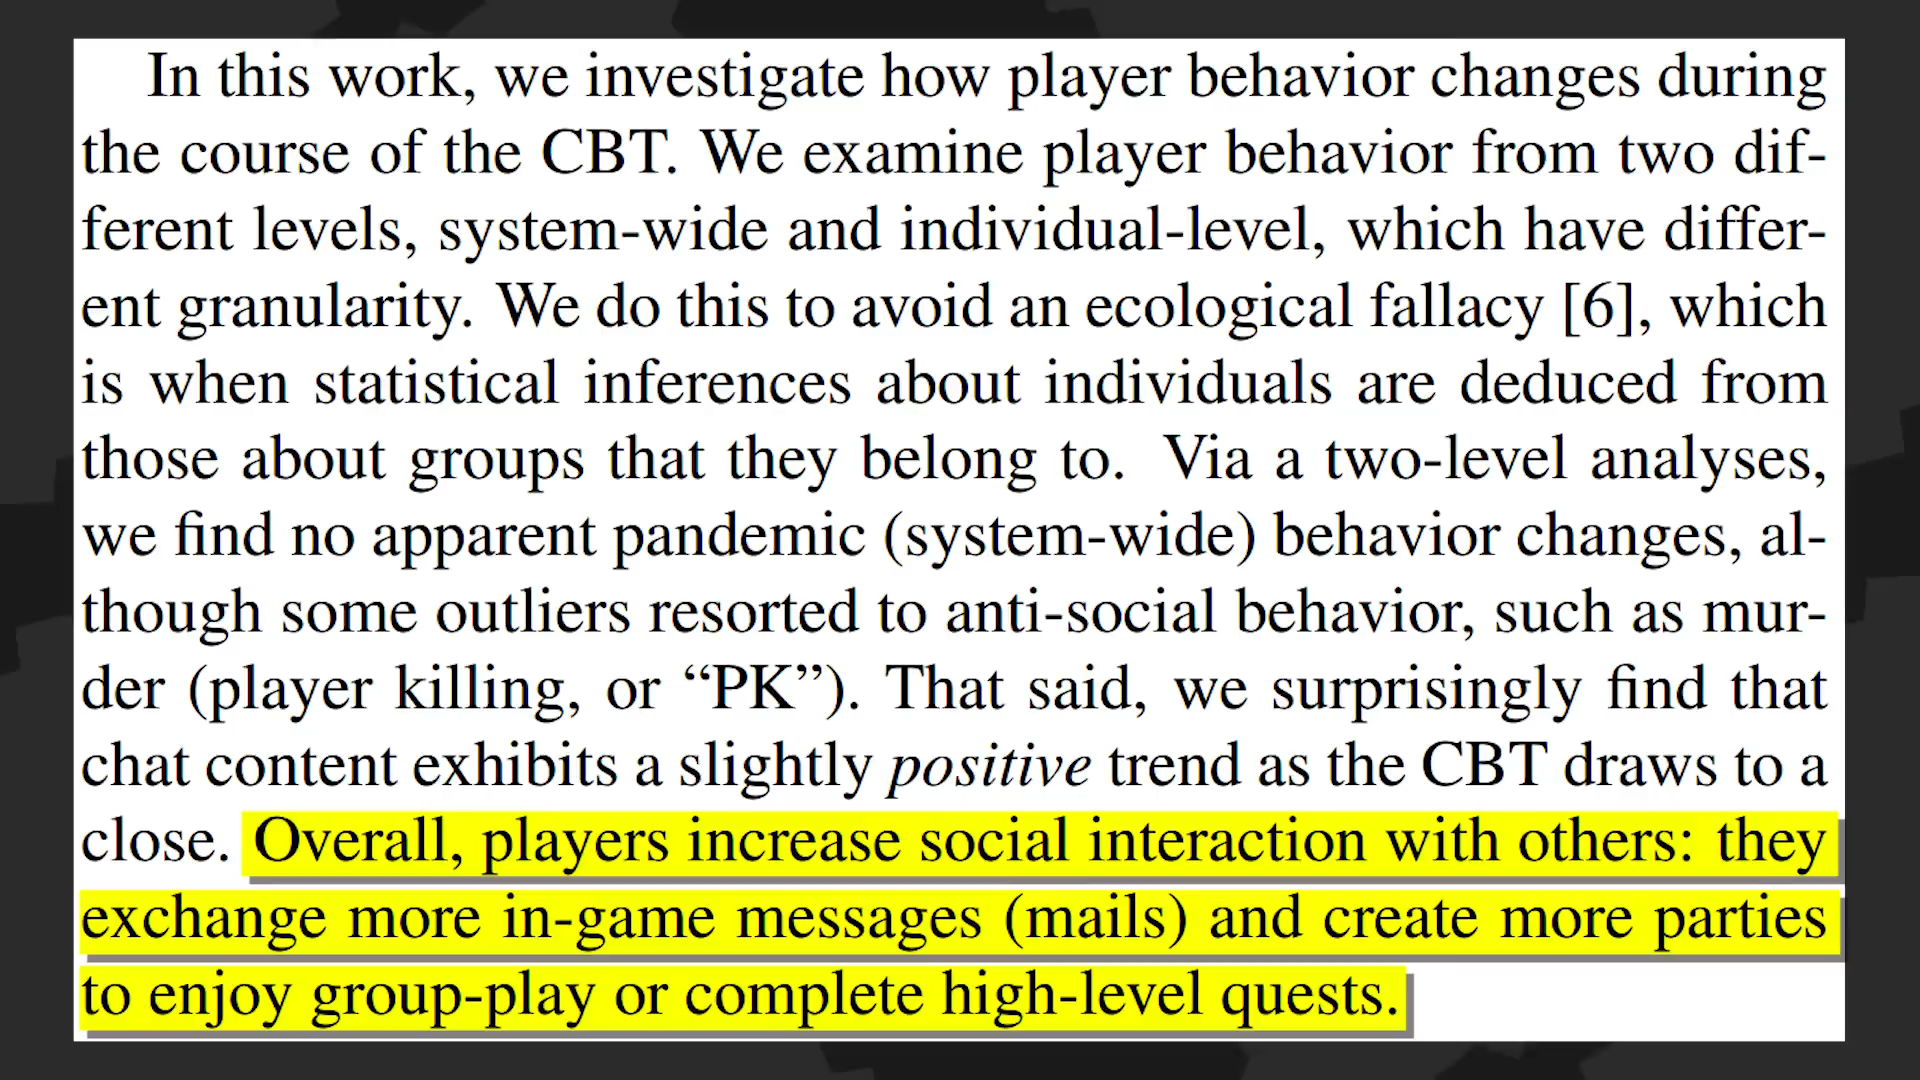 In this work, we investigate how player behavior changes during
the course of the CBT. We examine player behavior from two dif-
ferent levels, system-wide and individual-level, which have differ-
ent granularity. We do this to avoid an ecological fallacy [6], which
is when statistical inferences about individuals are deduced from
those about groups that they belong to. Via a two-level analyses,
we find no apparent pandemic (system-wide) behavior changes, al-
though some outliers resorted to anti-social behavior, such as mur-
der (player killing, or “PK”). That said, we surprisingly find that
chat content exhibits a slightly positive trend as the CBT draws to a
close. Overall, players increase social interaction with others: they
exchange more in-game messages (mails) and create more parties
to enjoy group-play or complete high-level quests.